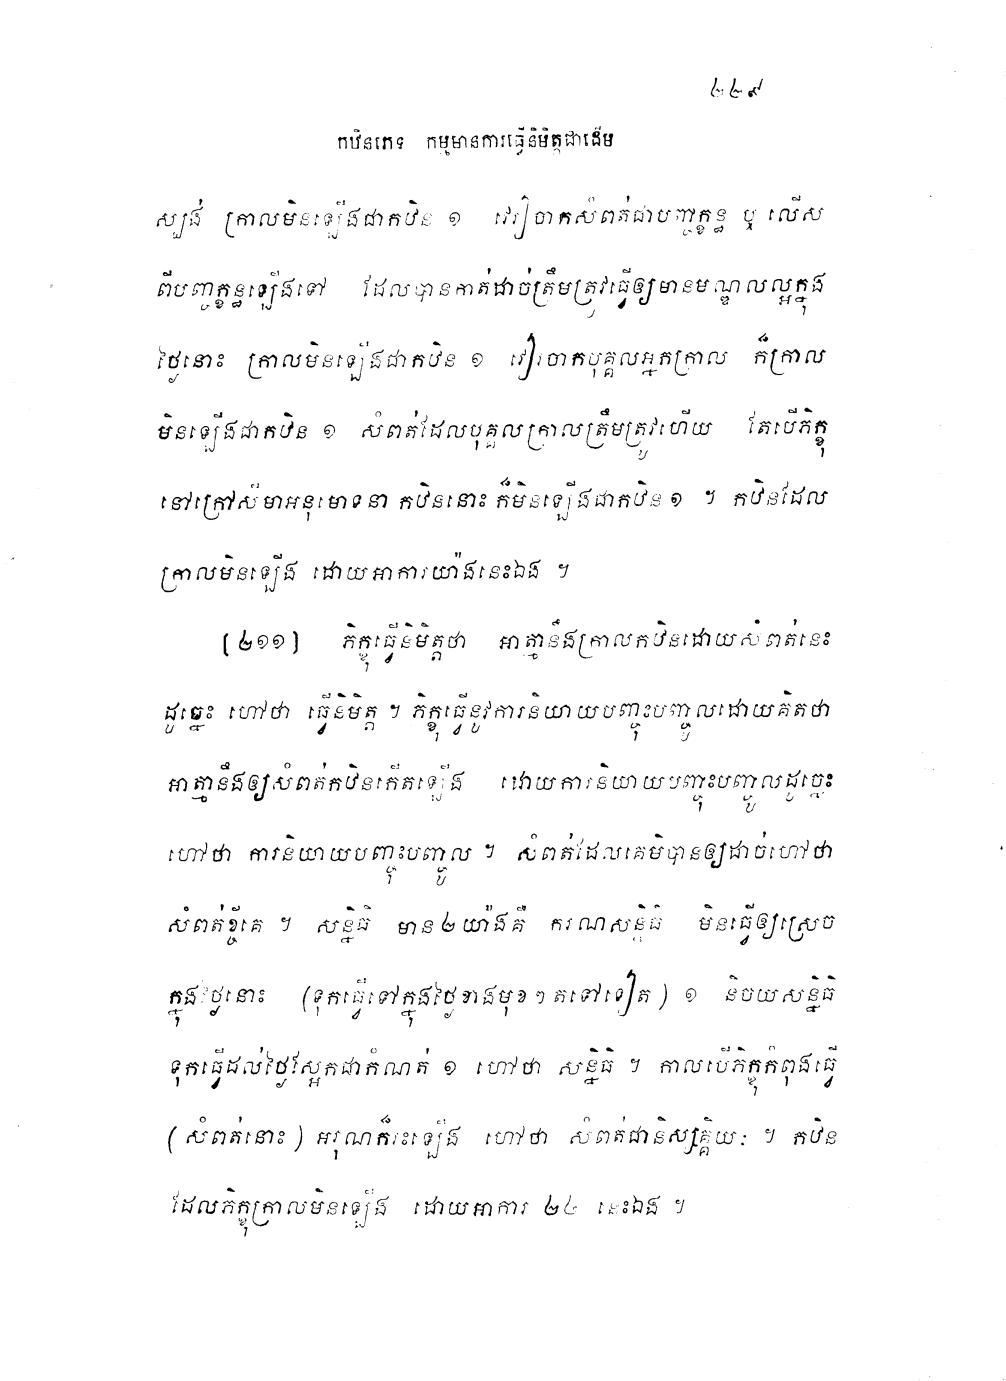 ២២៩
កឋិនភេទ កម្មមានការធ្វើនិមិត្តជាដើម
ស្បង់ ក្រាលមិនឡើងជាកឋិន ១ វៀរចាកសំពត់ជាបញ្ចក្ខន្ធ ឬ លើស
ពីបញ្ចក្ខន្ធឡើងទៅ ដែលបានកាត់ដាច់ត្រឹមត្រូវធ្វើឲ្យមានមណ្ឌលល្អក្នុង
ថ្ងៃនោះ ក្រាលមិនឡើងជាកឋិន ១ វៀរចាកបុគ្គលអ្នកក្រាល ក៏ក្រាល
មិនឡើងជាកឋិន ១ សំពត់ដែលបុគ្គលក្រាលត្រឹមត្រូវហើយ តែបើភិក្ខុ
នៅក្រៅសីមាអនុមោទនា កឋិននោះ ក៏មិនឡើងជាកឋិន ១ ។ កឋិនដែល
ក្រាលមិនឡើង ដោយអាការយ៉ាងនេះឯង ។
[២១១] ភិក្ខុធ្វើនិមិត្តថា អាត្មានឹងក្រាលកឋិនដោយសំពត់នេះ
ដូច្នេះ ហៅថា ធ្វើនិមិត្ត ។ ភិក្ខុធ្វើនូវការនិយាយបញ្ចុះបញ្ចូលដោយគិតថា
អាត្មានឹងឲ្យសំពត់កឋិនកើតឡើង ដោយការនិយាយបញ្ចុះបញ្ចូលដូច្នេះ
ហៅថា ការនិយាយបញ្ចុះបញ្ចូល ។ សំពត់ដែលគេមិបានឲ្យដាច់ហៅថា
សំពត់ខ្ចីគេ ។ សន្និធិ មាន២យ៉ាងគឺ ករណសន្និធិ មិនធ្វើឲ្យស្រេច
ក្នុងថ្ងៃនោះ (ទុកធ្វើទៅក្នុងថ្ងៃខាងមុខៗតទៅទៀត) ១ និចយសន្និធិ
ទុកធ្វើដល់ថ្ងៃស្អែកជាកំណត់ ១ ហៅថា សន្និធិ ។ កាលបើភិក្ខុកំពុងធ្វើ
(សំពត់នោះ) អរុណក៏រះឡើង ហៅថា សំពត់ជានិស្សគ្គិយៈ ។ កឋិន
ដែលភិក្ខុក្រាលមិនឡើង ដោយអាការ ២៤ នេះឯង ។